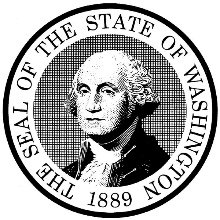 THE SEAL OF THE STATE OF WASHINGTON
1889